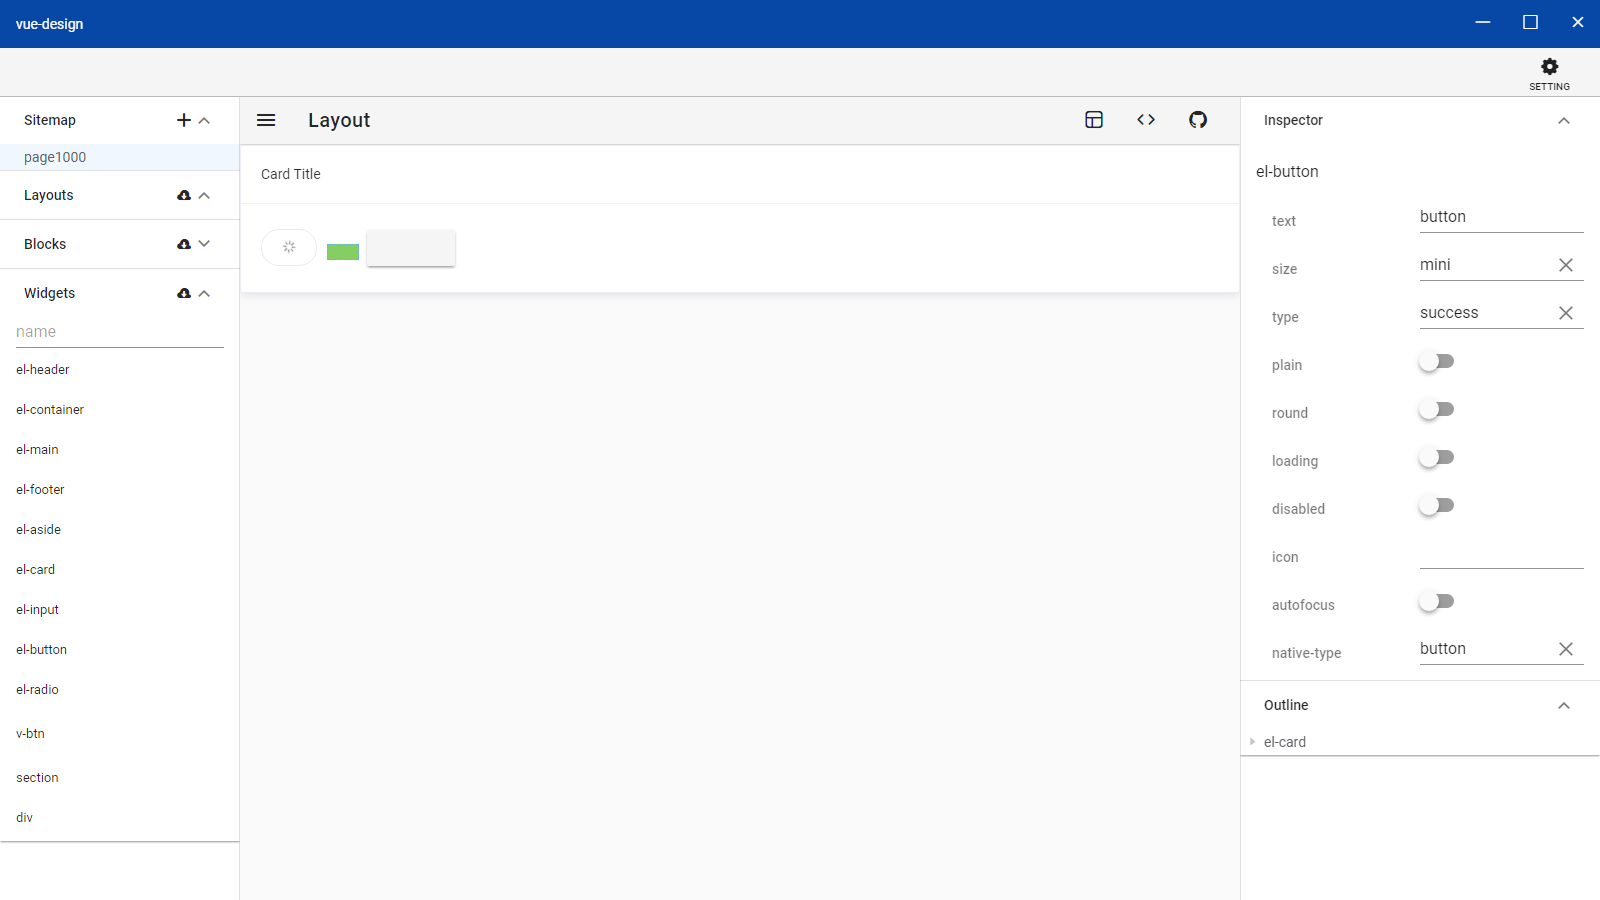 vue-design
SETTING
Sitemap
page1000
Layouts
Blocks
Widgets
name
el-header
el-container
el-main
el-footer
el-aside
el-card
el-input
el-button
el-radio
v-btn
section
div
Layout
Card Title
Inspector
el-button
text button
size mini
type success
plain
round
loading
disabled
icon
autofocus
native-type button
Outline
el-card